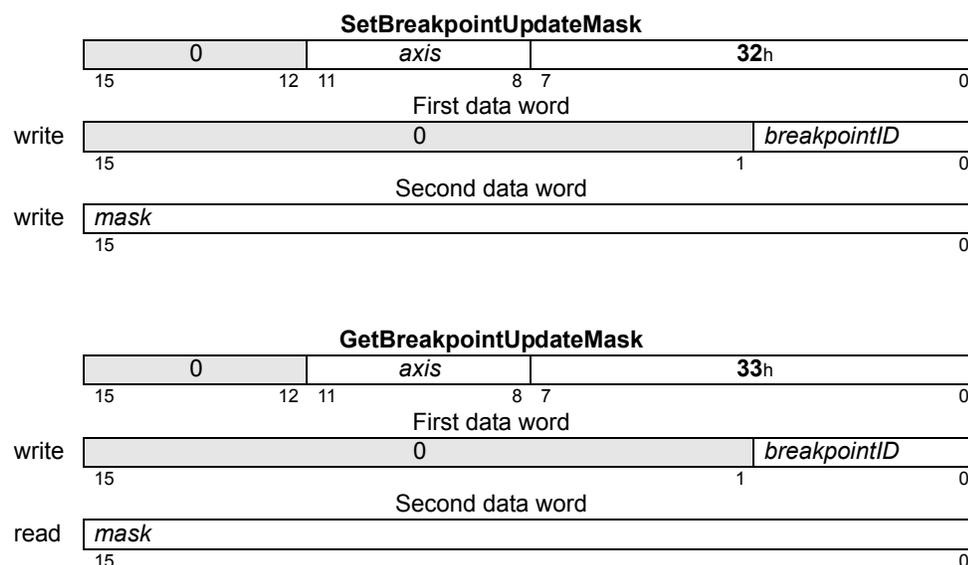 SetBreakpointUpdateMask
0 axis 32h
15 12 11 8 7 0
First data word
write 0 breakpointID
15 1 0
Second data word
write mask
15 0
GetBreakpointUpdateMask
0 axis 33h
15 12 11 8 7 0
First data word
write 0 breakpointID
15 1 0
Second data word
read mask
15 0